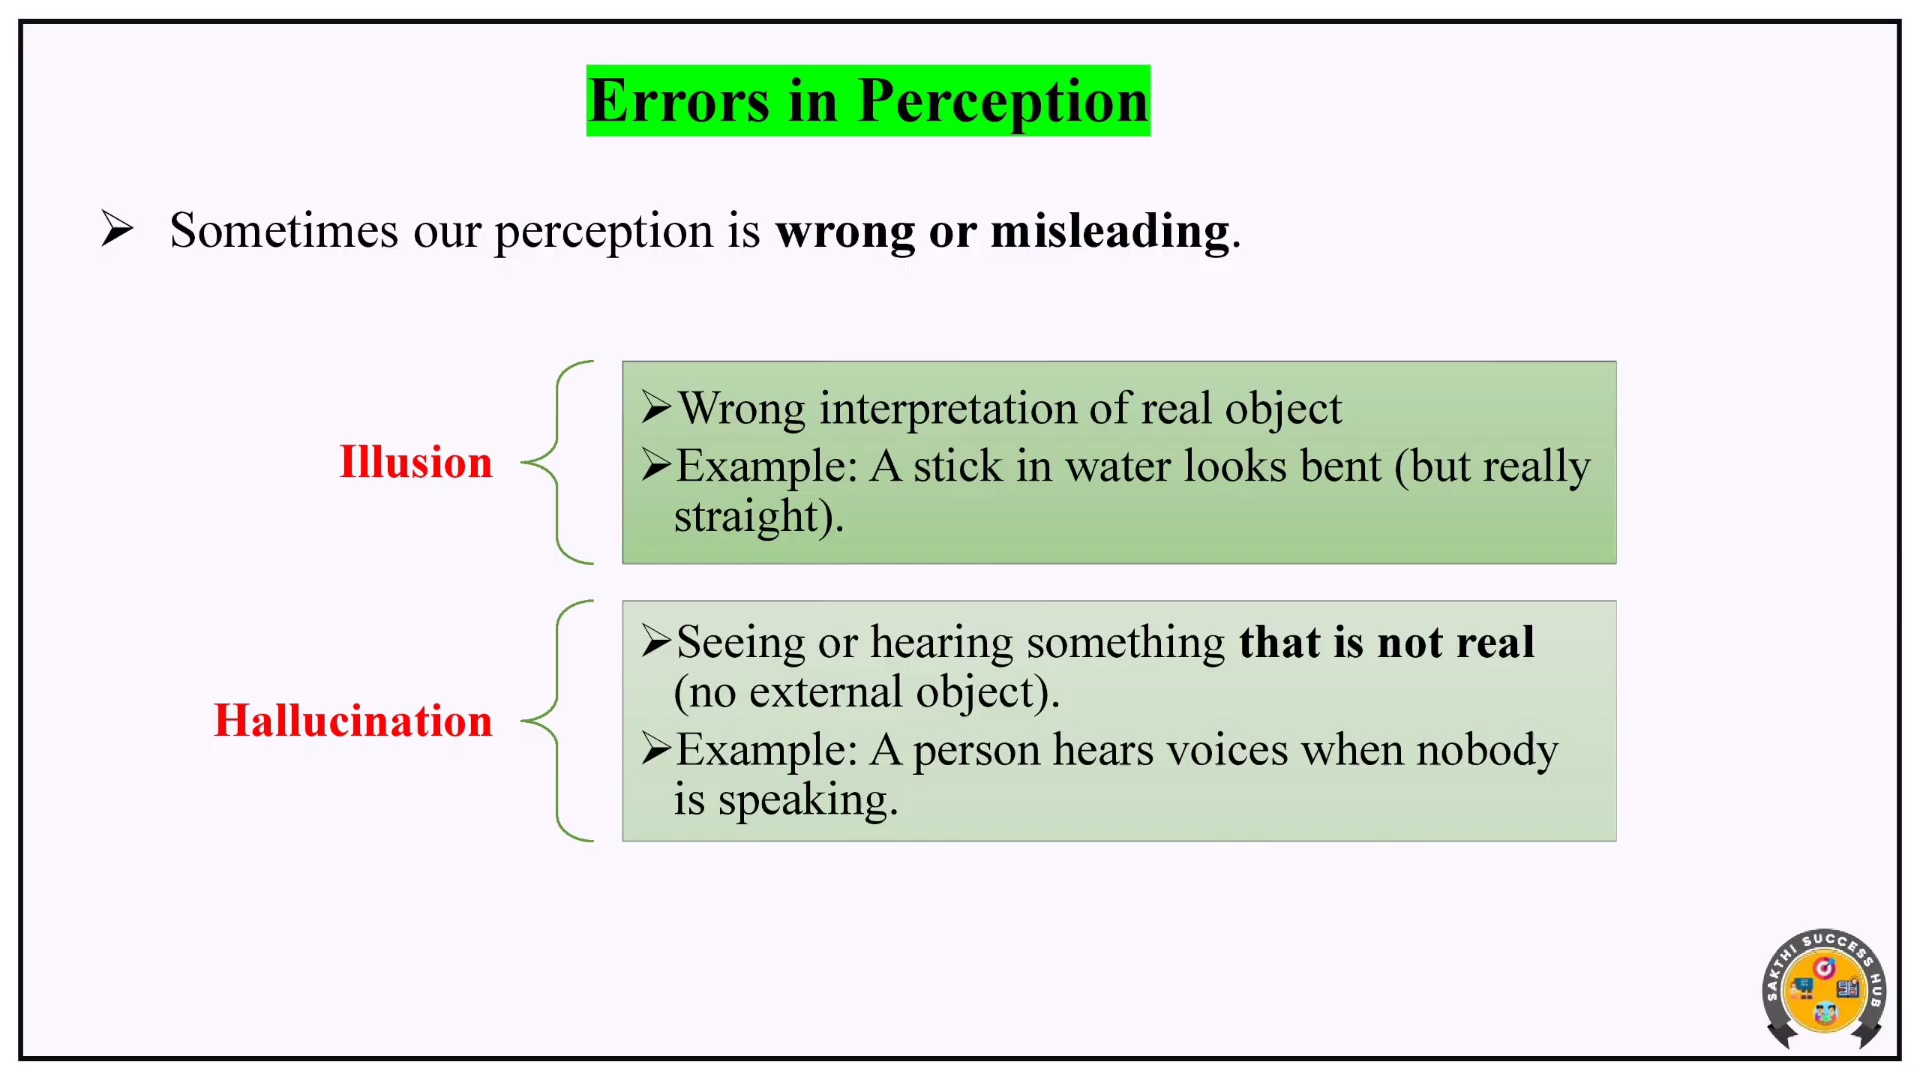 Errors in Perception
➢ Sometimes our perception is wrong or misleading.
Illusion
➢Wrong interpretation of real object
➢Example: A stick in water looks bent (but really
straight).
Hallucination
➢Seeing or hearing something that is not real
(no external object).
➢Example: A person hears voices when nobody
is speaking.
SAKTHI SUCCESS HUB